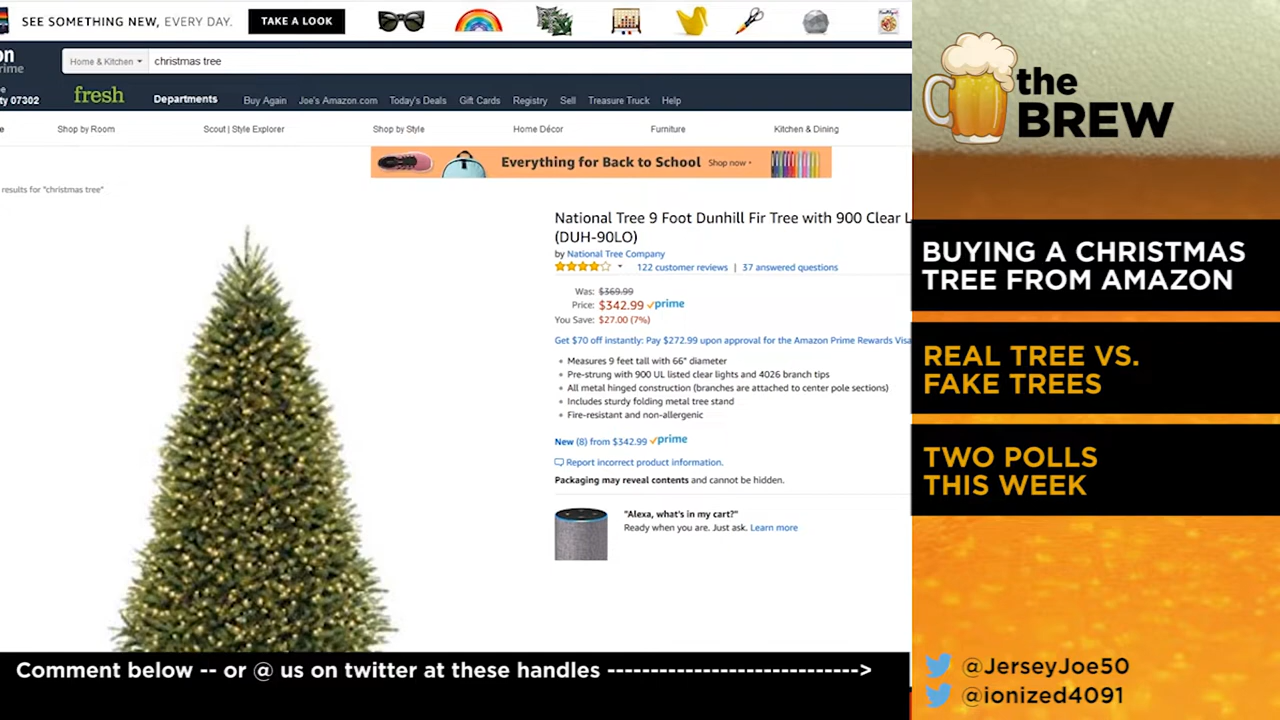 SEE SOMETHING NEW, EVERY DAY. TAKE A LOOK
on
rime
Home & Kitchen christmas tree
ty 07302
fresh
Departments Buy Again Joe's Amazon.com Today's Deals Gift Cards Registry Sell Treasure Truck Help
Shop by Room Scout | Style Explorer Shop by Style Home Décor Furniture Kitchen & Dining
Everything for Back to School Shop now
results for "christmas tree"
National Tree 9 Foot Dunhill Fir Tree with 900 Clear L
(DUH-90LO)
by National Tree Company
122 customer reviews | 37 answered questions
Was: $369.99
Price: $342.99 prime
You Save: $27.00 (7%)
Get $70 off instantly: Pay $272.99 upon approval for the Amazon Prime Rewards Visa
• Measures 9 feet tall with 66" diameter
• Pre-strung with 900 UL listed clear lights and 4026 branch tips
• All metal hinged construction (branches are attached to center pole sections)
• Includes sturdy folding metal tree stand
• Fire-resistant and non-allergenic
New (8) from $342.99 prime
Report incorrect product information.
Packaging may reveal contents and cannot be hidden.
"Alexa, what's in my cart?"
Ready when you are. Just ask. Learn more
Comment below -- or @ us on twitter at these handles --------------------------->
the
BREW
BUYING A CHRISTMAS
TREE FROM AMAZON
REAL TREE VS.
FAKE TREES
TWO POLLS
THIS WEEK
@JerseyJoe50
@ionized4091